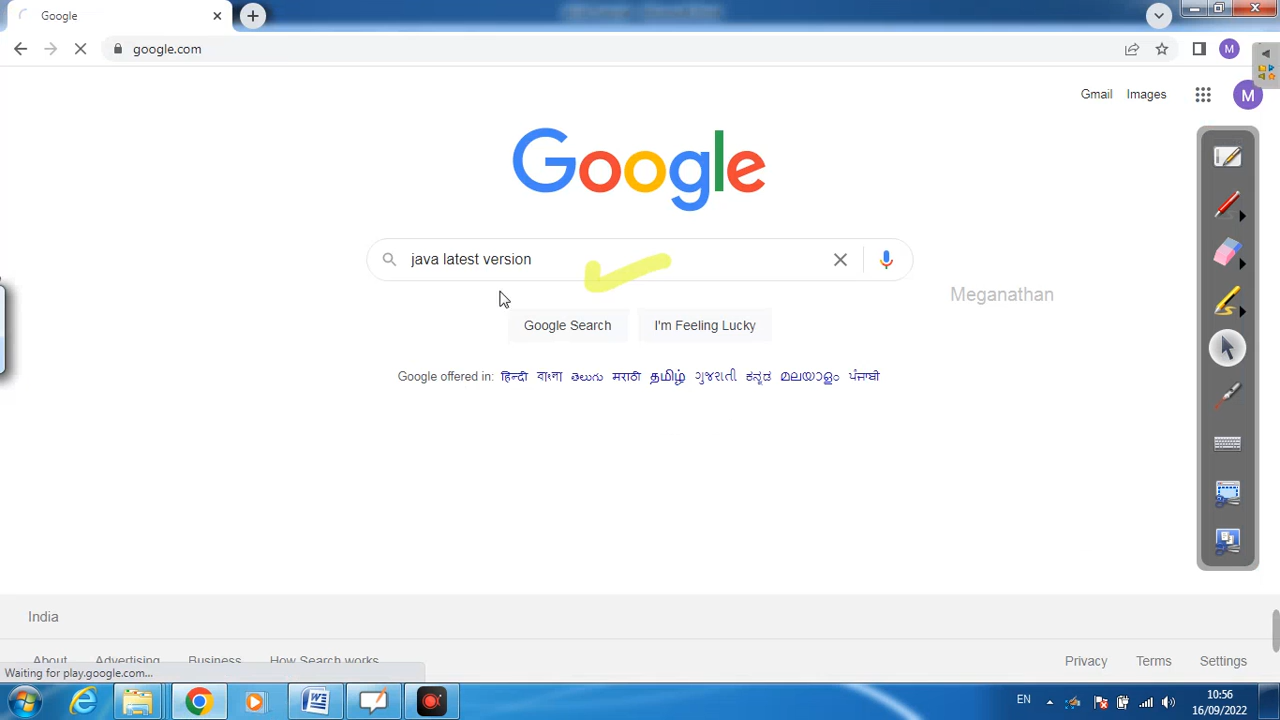 Google
google.com
M
Gmail
Images
M
Google
java latest version
Meganathan
Google Search
I'm Feeling Lucky
Google offered in: हिन्दी বাংলা తెలుగు मराठी தமிழ் ગુજરાતી ಕನ್ನಡ മലയാളം ਪੰਜਾਬੀ
India
About
Advertising
Business
How Search works
Privacy
Terms
Settings
Waiting for play.google.com...
EN
10:56
16/09/2022